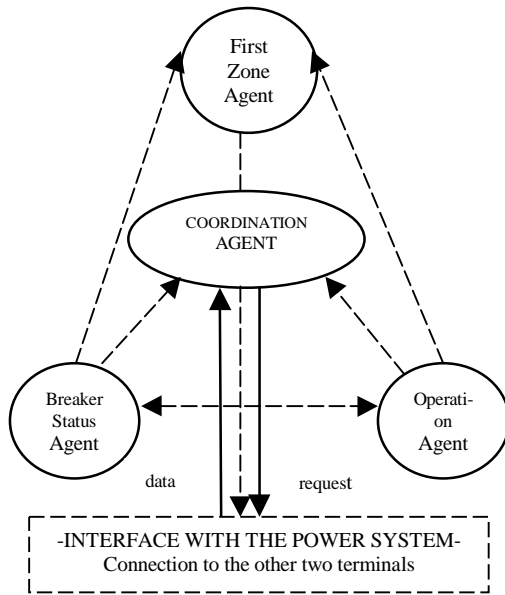 First
Zone
Agent
COORDINATION
AGENT
Breaker
Status
Agent
Operati-
on
Agent
data
request
-INTERFACE WITH THE POWER SYSTEM-
Connection to the other two terminals